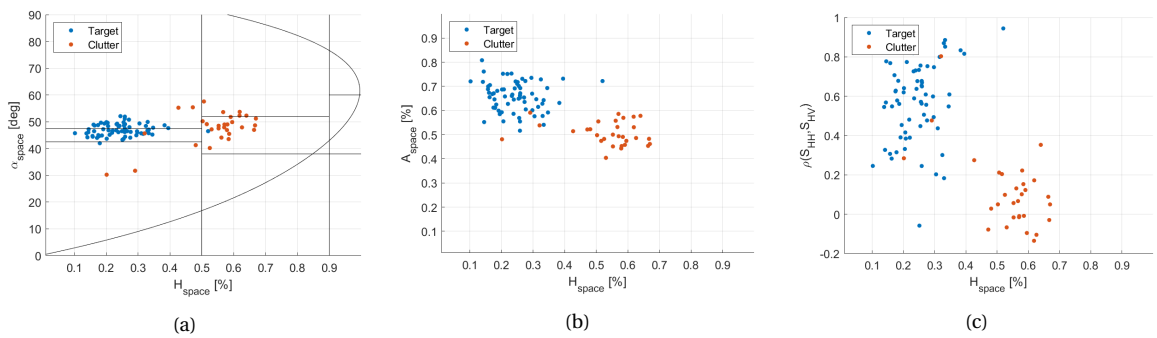 90
80
70
60
50
40
30
20
10
0
0.1 0.2 0.3 0.4 0.5 0.6 0.7 0.8 0.9
α_space [deg]
H_space [%]
Target
Clutter
(a)
0.9
0.8
0.7
0.6
0.5
0.4
0.3
0.2
0.1
0.1 0.2 0.3 0.4 0.5 0.6 0.7 0.8 0.9
A_space [%]
H_space [%]
Target
Clutter
(b)
1
0.8
0.6
0.4
0.2
0
-0.2
0.1 0.2 0.3 0.4 0.5 0.6 0.7 0.8 0.9
ρ(S_HH,S_HV)
H_space [%]
Target
Clutter
(c)